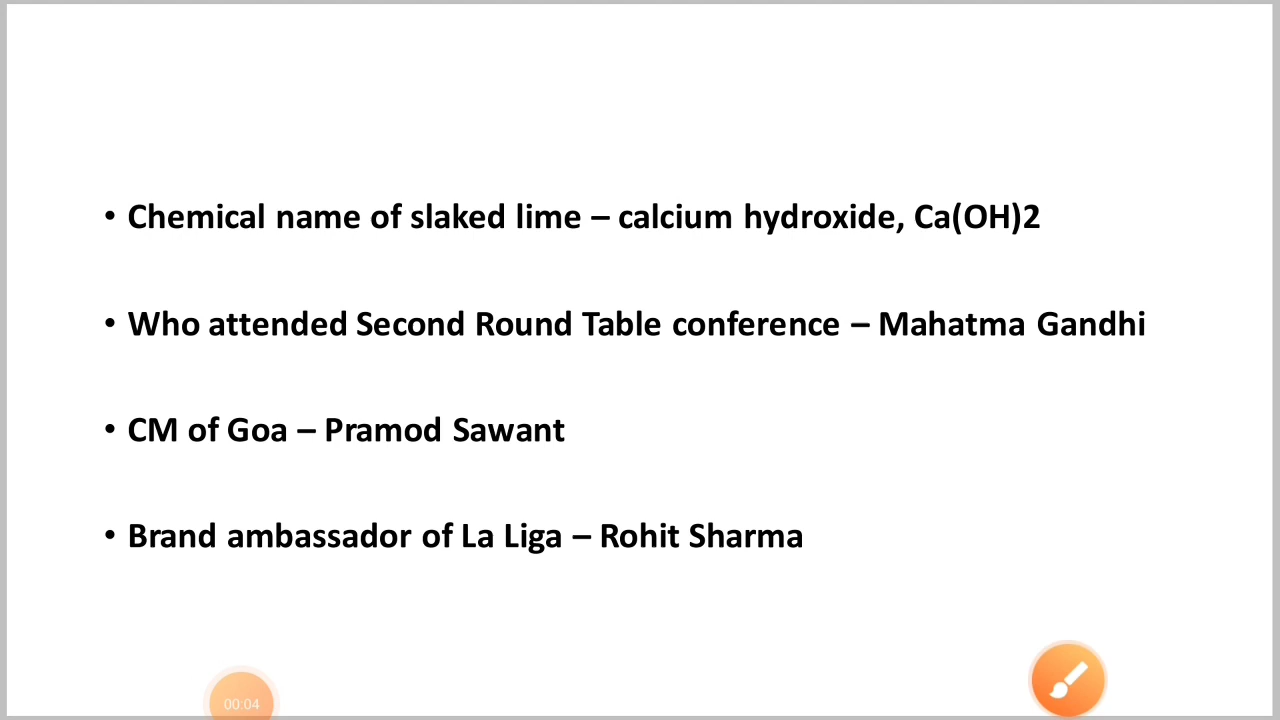 • Chemical name of slaked lime – calcium hydroxide, Ca(OH)2
• Who attended Second Round Table conference – Mahatma Gandhi
• CM of Goa – Pramod Sawant
• Brand ambassador of La Liga – Rohit Sharma
00:04